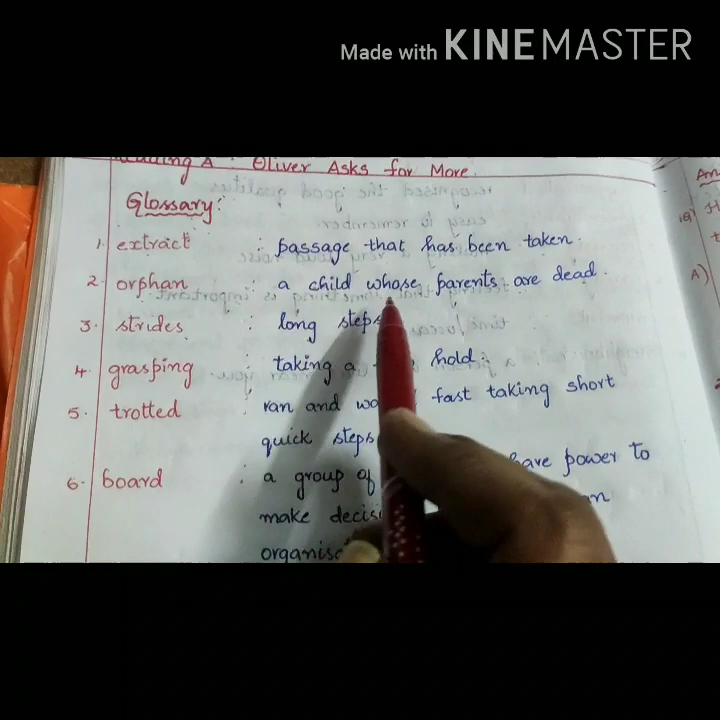 Made with KINEMASTER
Reading A : Oliver Asks for More.
Glossary:
1. extract : passage that has been taken.
2. orphan : a child whose parents are dead.
3. strides : long steps
4. grasping : taking a hold.
5. trotted : ran and fast taking short
quick steps
6. board : a group of have power to
make
An
A)